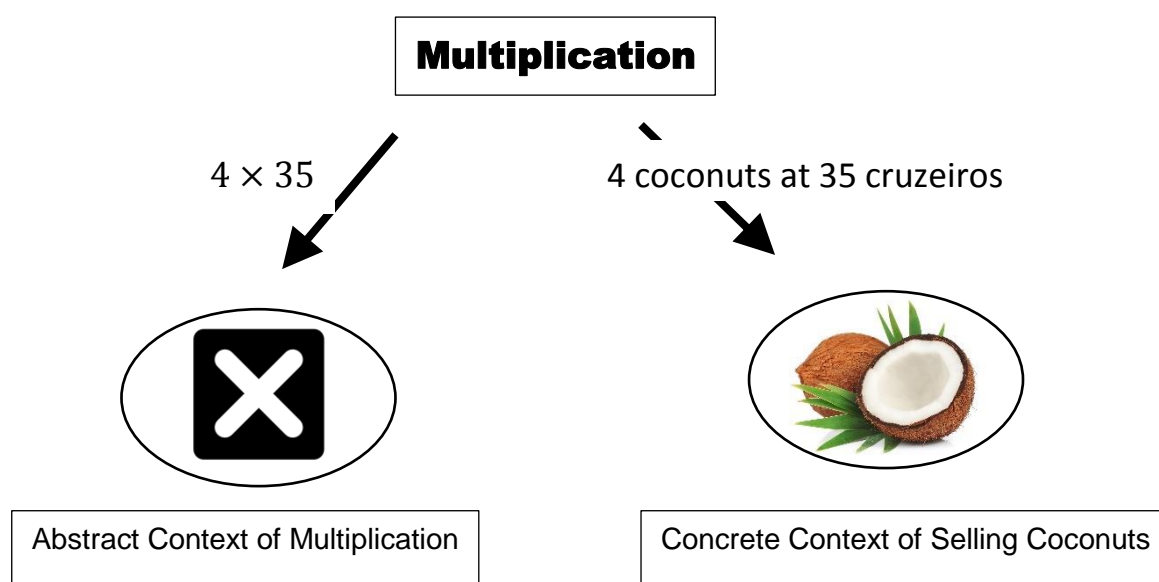 Multiplication
4 × 35
4 coconuts at 35 cruzeiros
Abstract Context of Multiplication
Concrete Context of Selling Coconuts